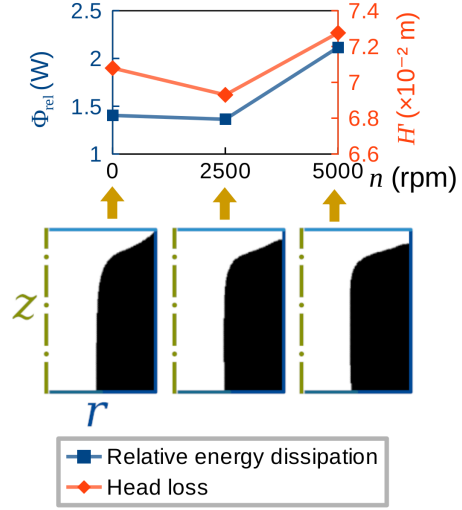 Φrel (W)
2.5
2
1.5
1
7.4
7.2
7
6.8
6.6
H' (×10⁻² m)
0 2500 5000 n (rpm)
z
r
Relative energy dissipation
Head loss